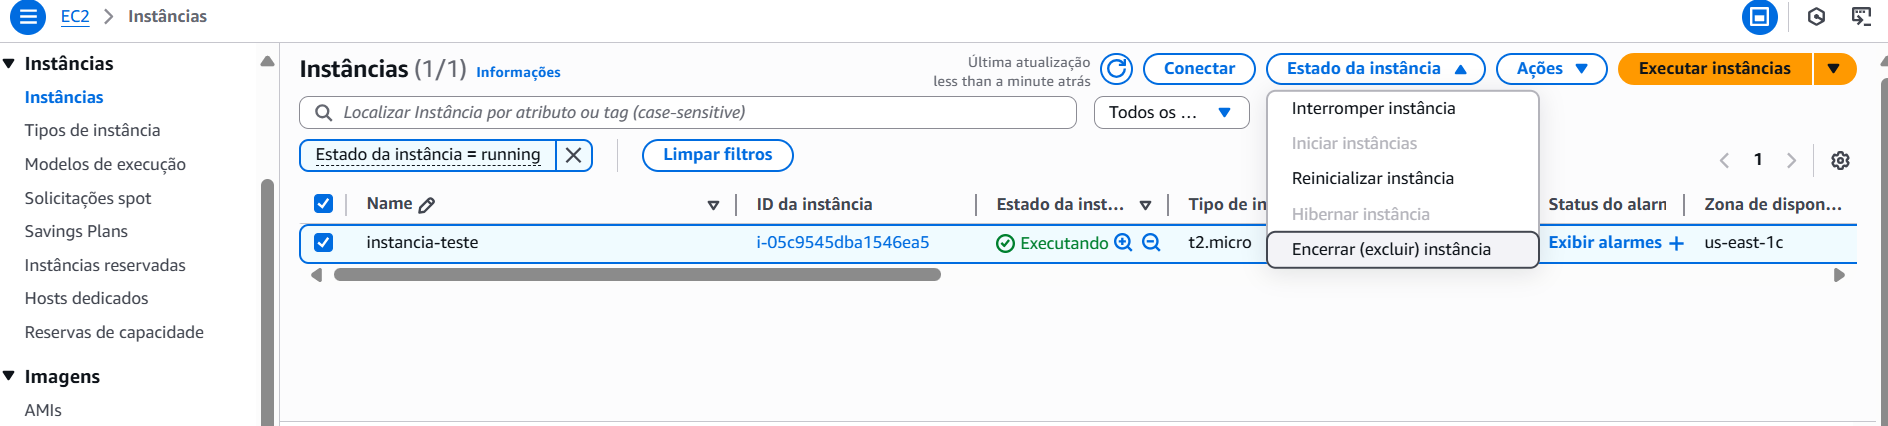 EC2 > Instâncias
Instâncias
Instâncias
Tipos de instância
Modelos de execução
Solicitações spot
Savings Plans
Instâncias reservadas
Hosts dedicados
Reservas de capacidade
Imagens
AMIs
Instâncias (1/1) Informações
Última atualização
less than a minute atrás
Conectar
Estado da instância
Ações
Executar instâncias
Localizar Instância por atributo ou tag (case-sensitive)
Todos os ...
Interromper instância
Iniciar instâncias
Reinicializar instância
Hibernar instância
Encerrar (excluir) instância
Estado da instância = running
Limpar filtros
1
Name ID da instância Estado da inst... Tipo de in Status do alarn Zona de dispon...
instancia-teste i-05c9545dba1546ea5 Executando t2.micro Exibir alarmes + us-east-1c